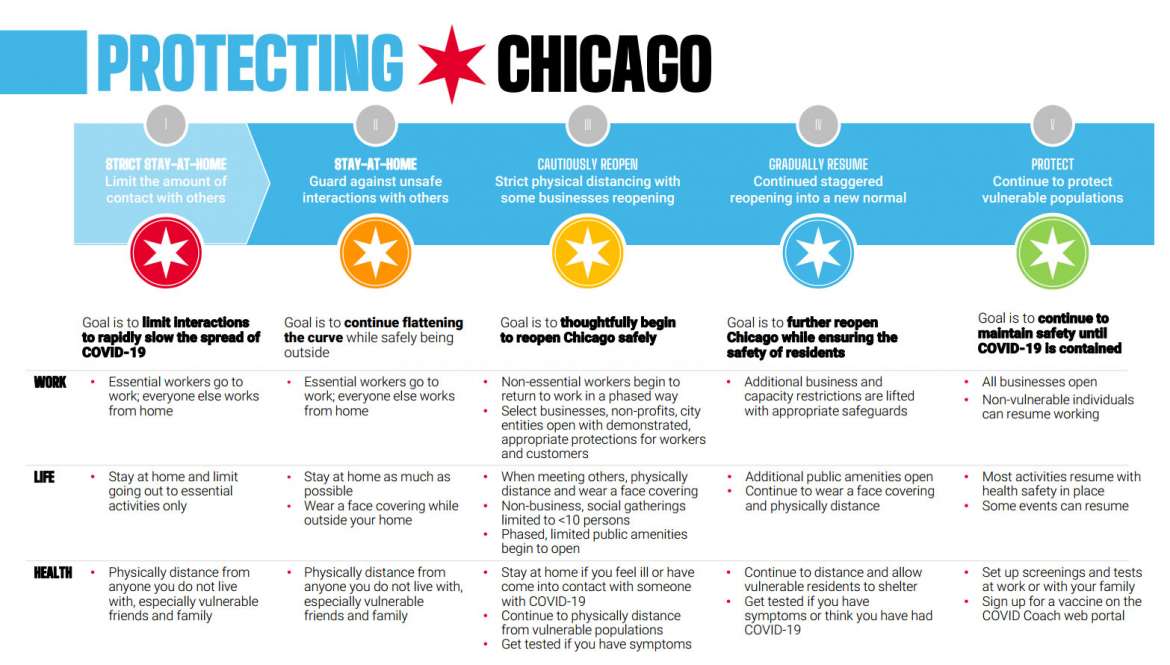 PROTECTING CHICAGO
I
STRICT STAY-AT-HOME
Limit the amount of
contact with others
II
STAY-AT-HOME
Guard against unsafe
interactions with others
III
CAUTIOUSLY REOPEN
Strict physical distancing with
some businesses reopening
IV
GRADUALLY RESUME
Continued staggered
reopening into a new normal
V
PROTECT
Continue to protect
vulnerable populations
Goal is to limit interactions
to rapidly slow the spread of
COVID-19
Goal is to continue flattening
the curve while safely being
outside
Goal is to thoughtfully begin
to reopen Chicago safely
Goal is to further reopen
Chicago while ensuring the
safety of residents
Goal is to continue to
maintain safety until
COVID-19 is contained
WORK
• Essential workers go to
work; everyone else works
from home
• Essential workers go to
work; everyone else works
from home
• Non-essential workers begin to
return to work in a phased way
• Select businesses, non-profits, city
entities open with demonstrated,
appropriate protections for workers
and customers
• Additional business and
capacity restrictions are lifted
with appropriate safeguards
• All businesses open
• Non-vulnerable individuals
can resume working
LIFE
• Stay at home and limit
going out to essential
activities only
• Stay at home as much as
possible
• Wear a face covering while
outside your home
• When meeting others, physically
distance and wear a face covering
• Non-business, social gatherings
limited to <10 persons
• Phased, limited public amenities
begin to open
• Additional public amenities open
• Continue to wear a face covering
and physically distance
• Most activities resume with
health safety in place
• Some events can resume
HEALTH
• Physically distance from
anyone you do not live
with, especially vulnerable
friends and family
• Physically distance from
anyone you do not live with,
especially vulnerable
friends and family
• Stay at home if you feel ill or have
come into contact with someone
with COVID-19
• Continue to physically distance
from vulnerable populations
• Get tested if you have symptoms
• Continue to distance and allow
vulnerable residents to shelter
• Get tested if you have
symptoms or think you have had
COVID-19
• Set up screenings and tests
at work or with your family
• Sign up for a vaccine on the
COVID Coach web portal